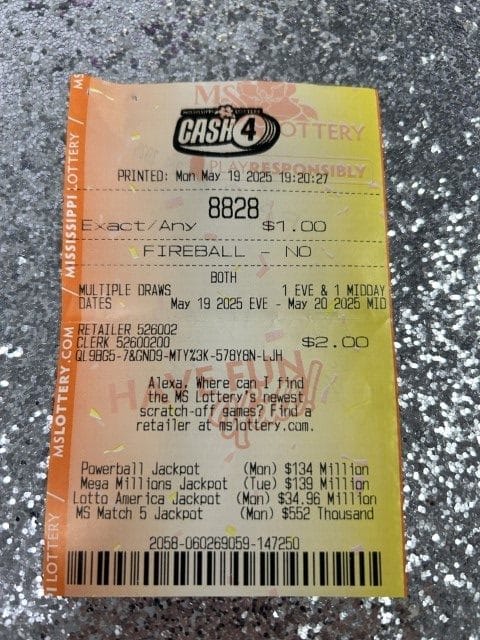 MS LOTTERY
MISSISSIPPI LOTTERY
CASH 4
PLAY RESPONSIBLY
PRINTED: Mon May 19 2025 19:20:27
8828
Exact/Any $1.00
FIREBALL - NO
BOTH
MULTIPLE DRAWS 1 EVE & 1 MIDDAY
DATES May 19 2025 EVE - May 20 2025 MID
RETAILER 526002
CLERK 52600200 $2.00
QL9BG5-7&GND9-MTY%3K-578Y8N-LJH
HAVE FUN
Alexa. Where can I find
the MS Lottery's newest
scratch-off games? Find a
retailer at mslottery.com.
Powerball Jackpot (Mon) $134 Million
Mega Millions Jackpot (Tue) $139 Million
Lotto America Jackpot (Mon) $34.96 Million
MS Match 5 Jackpot (Mon) $552 Thousand
2058-060269059-147250
LOTTERY / MSLOTTERY.COM / MISSISSIPPI LOTTERY / MS